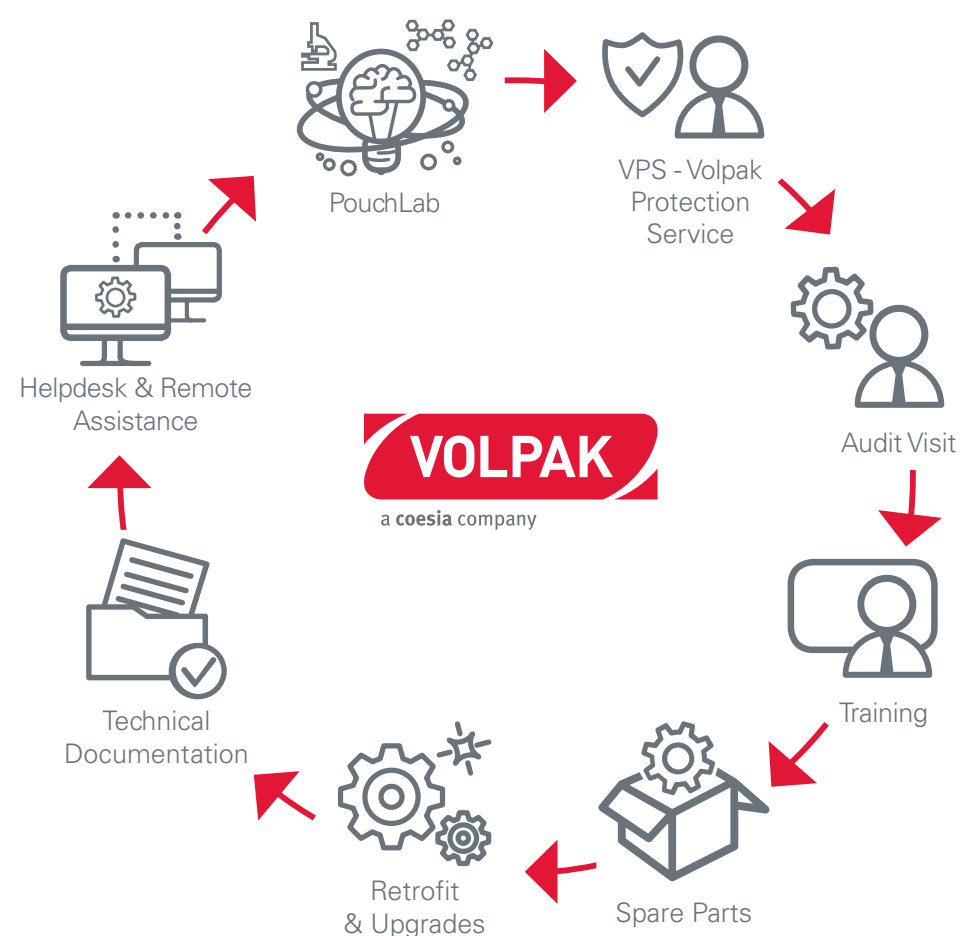 PouchLab
VPS - Volpak
Protection
Service
Audit Visit
Training
Spare Parts
Retrofit
& Upgrades
Technical
Documentation
Helpdesk & Remote
Assistance
VOLPAK
a coesia company